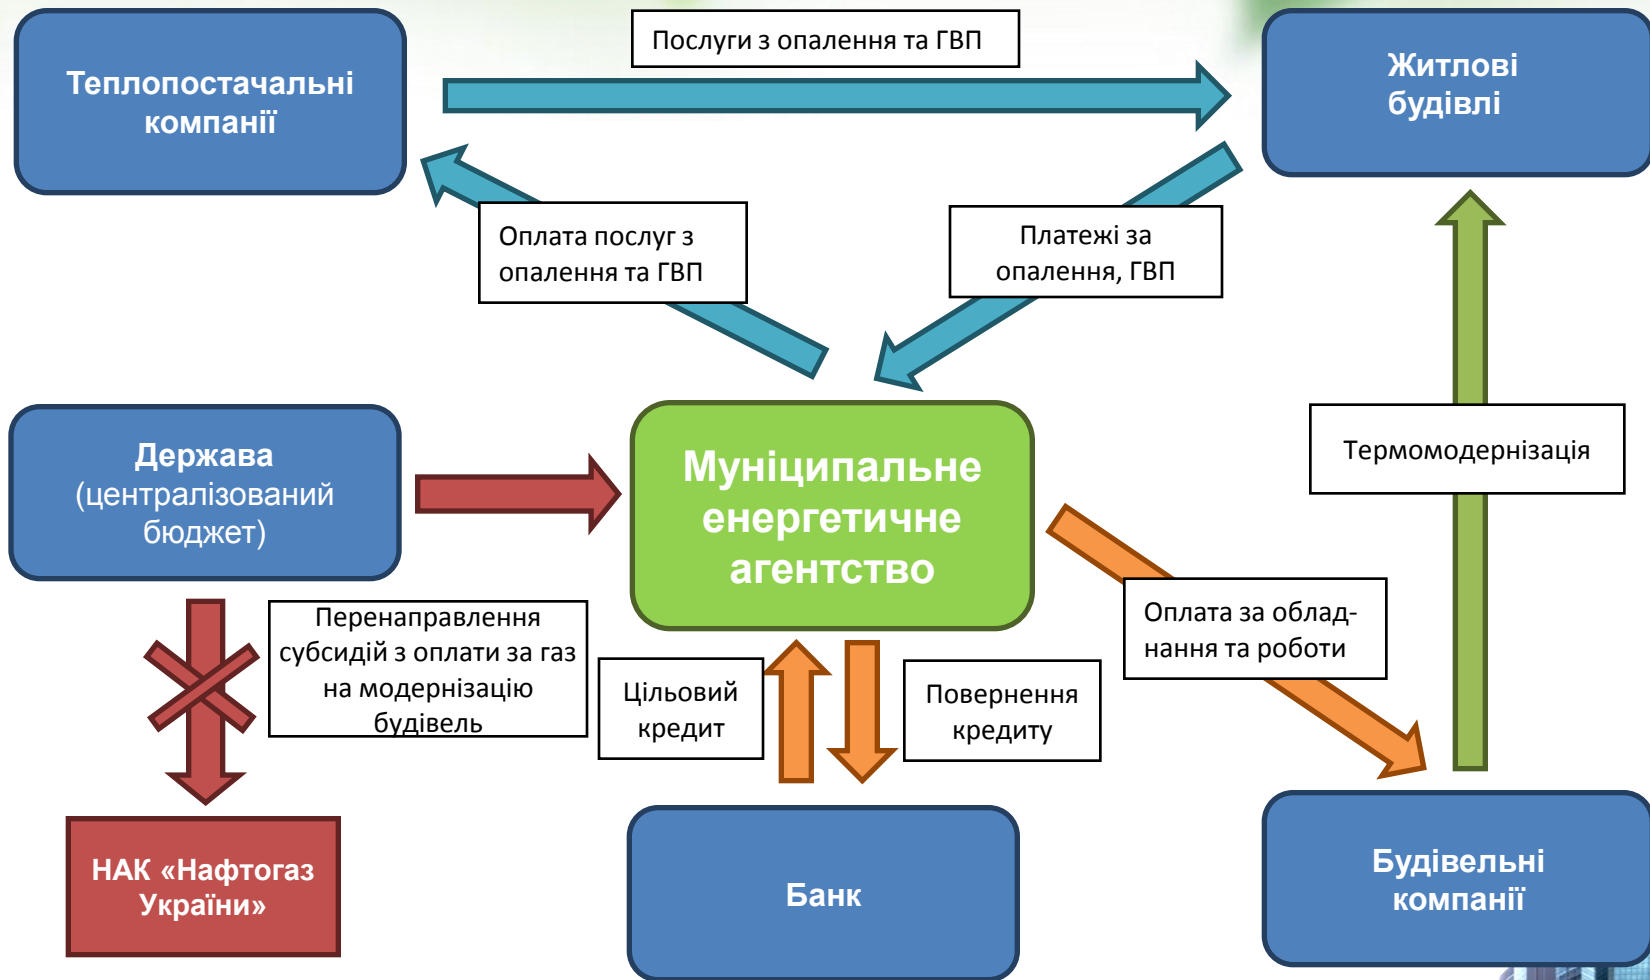 Послуги з опалення та ГВП
Теплопостачальні
компанії
Житлові
будівлі
Оплата послуг з
опалення та ГВП
Платежі за
опалення, ГВП
Держава
(централізований
бюджет)
Муніципальне
енергетичне
агентство
Термомодернізація
Перенаправлення
субсидій з оплати за газ
на модернізацію
будівель
Цільовий
кредит
Повернення
кредиту
Оплата за облад-
нання та роботи
НАК «Нафтогаз
України»
Банк
Будівельні
компанії